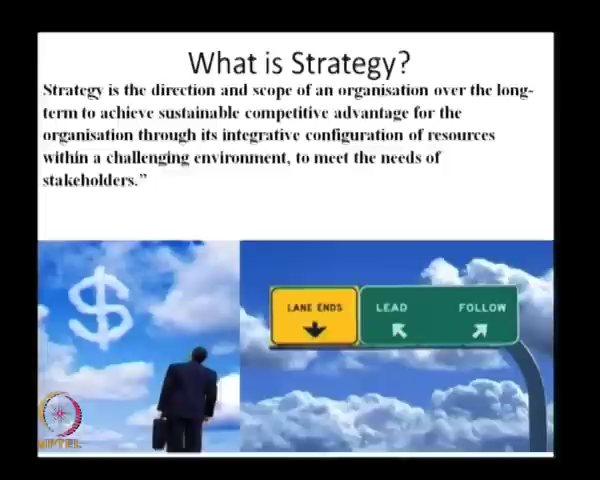 What is Strategy?
Strategy is the direction and scope of an organisation over the long-
term to achieve sustainable competitive advantage for the
organisation through its integrative configuration of resources
within a challenging environment, to meet the needs of
stakeholders.”
$
LANE ENDS
LEAD
FOLLOW
NPTEL